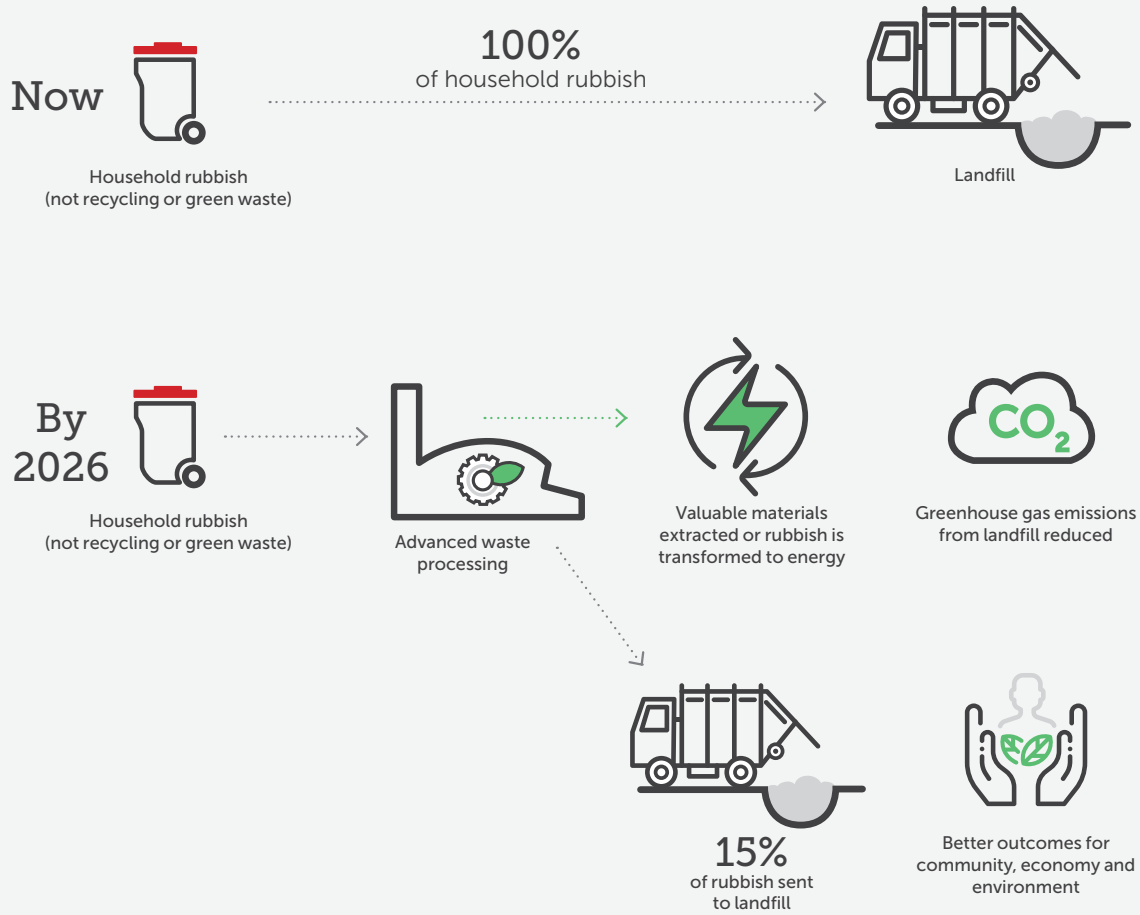 Now
100%
of household rubbish
Household rubbish
(not recycling or green waste)
Landfill
By
2026
Household rubbish
(not recycling or green waste)
Advanced waste
processing
Valuable materials
extracted or rubbish is
transformed to energy
CO2
Greenhouse gas emissions
from landfill reduced
15%
of rubbish sent
to landfill
Better outcomes for
community, economy and
environment